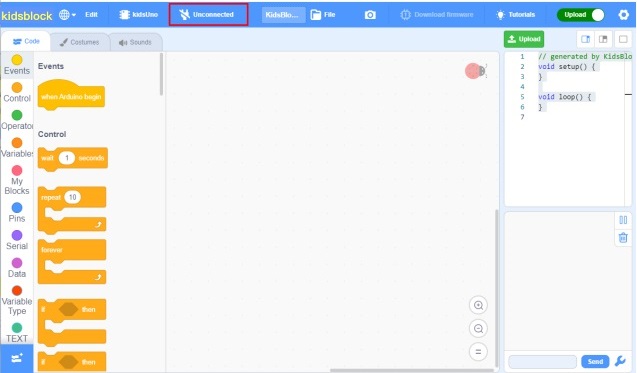 kidsblock
Edit
kidsUno
Unconnected
KidsBlo...
File
Download firmware
Tutorials
Upload
Code
Costumes
Sounds
Upload
Events
Control
Operator
Variables
My
Blocks
Pins
Serial
Data
Variable
Type
TEXT
Events
when Arduino begin
Control
wait 1 seconds
repeat 10
forever
if then
if then
1 // generated by KidsBlo
2 void setup() {
3 }
4
5 void loop() {
6 }
7
Send